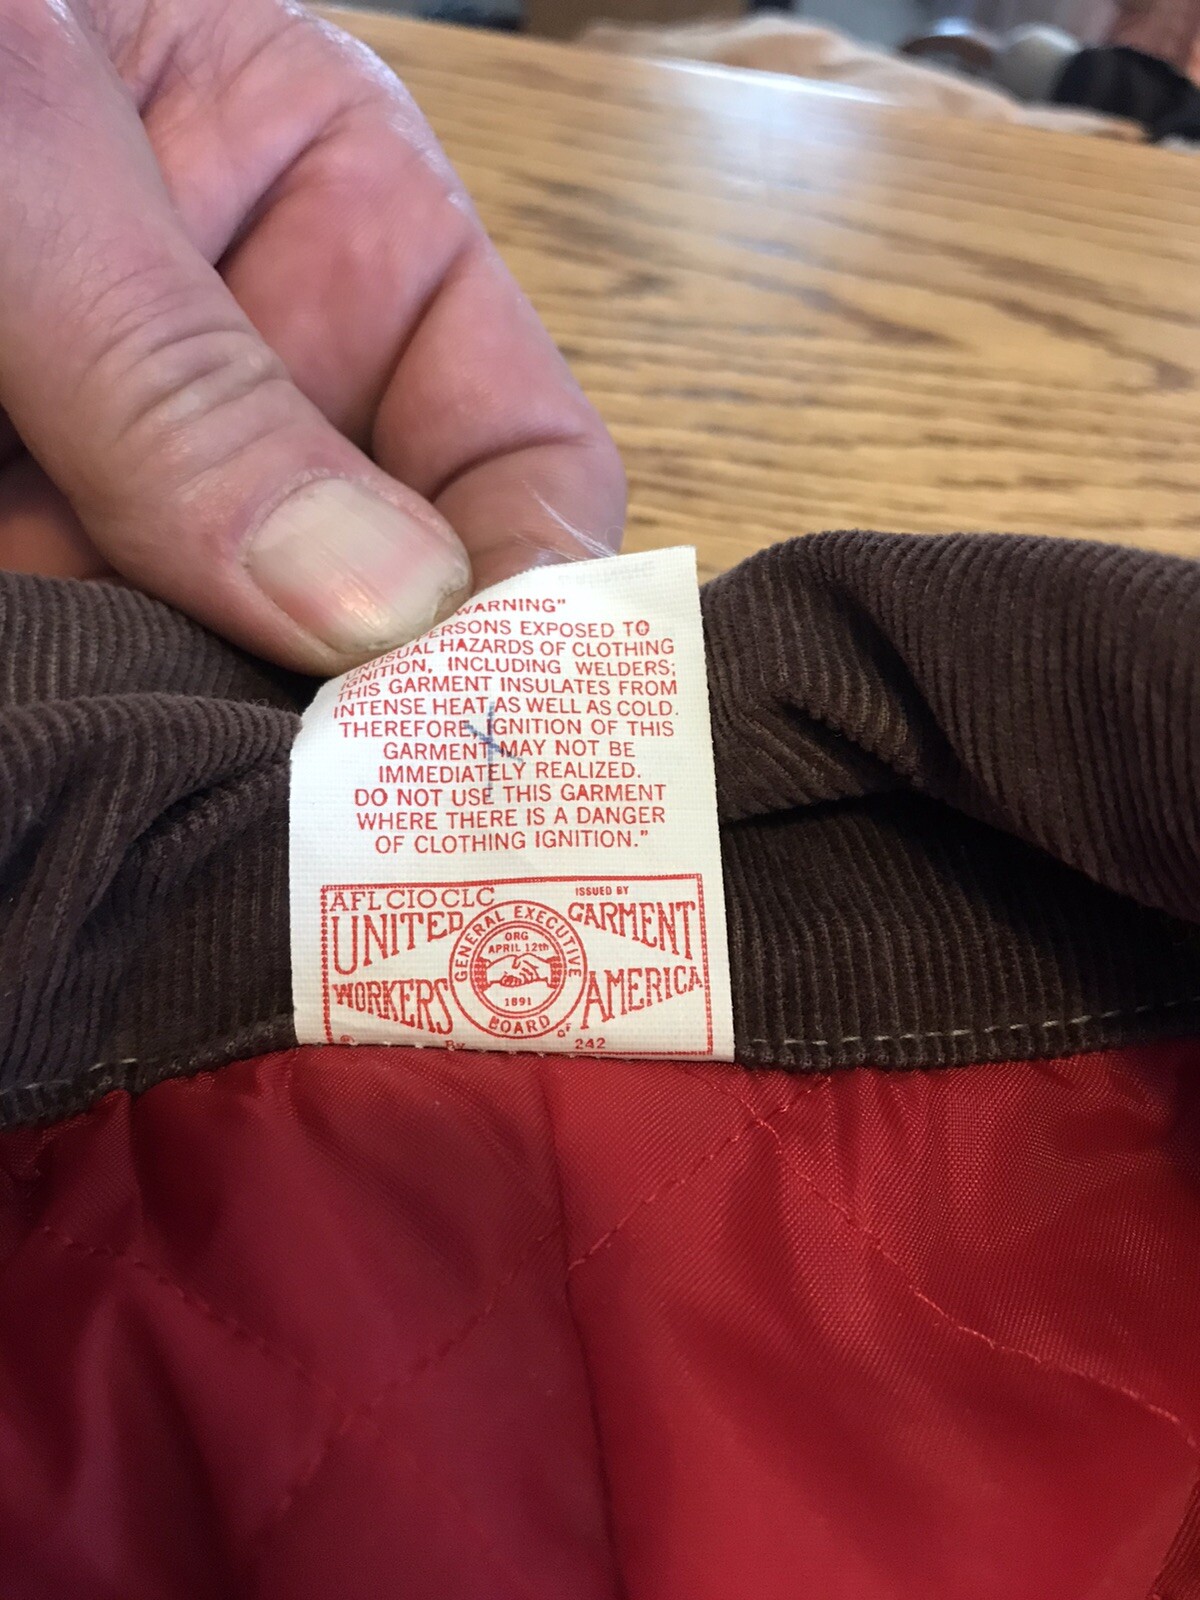 WARNING"
PERSONS EXPOSED TO
UNUSUAL HAZARDS OF CLOTHING
IGNITION, INCLUDING WELDERS;
THIS GARMENT INSULATES FROM
INTENSE HEAT AS WELL AS COLD.
THEREFORE, IGNITION OF THIS
GARMENT MAY NOT BE
IMMEDIATELY REALIZED.
DO NOT USE THIS GARMENT
WHERE THERE IS A DANGER
OF CLOTHING IGNITION."
AFL CIO CLC
ISSUED BY
UNITED GARMENT
WORKERS OF AMERICA
GENERAL EXECUTIVE
BOARD
ORG
APRIL 12th
1891
© By 242